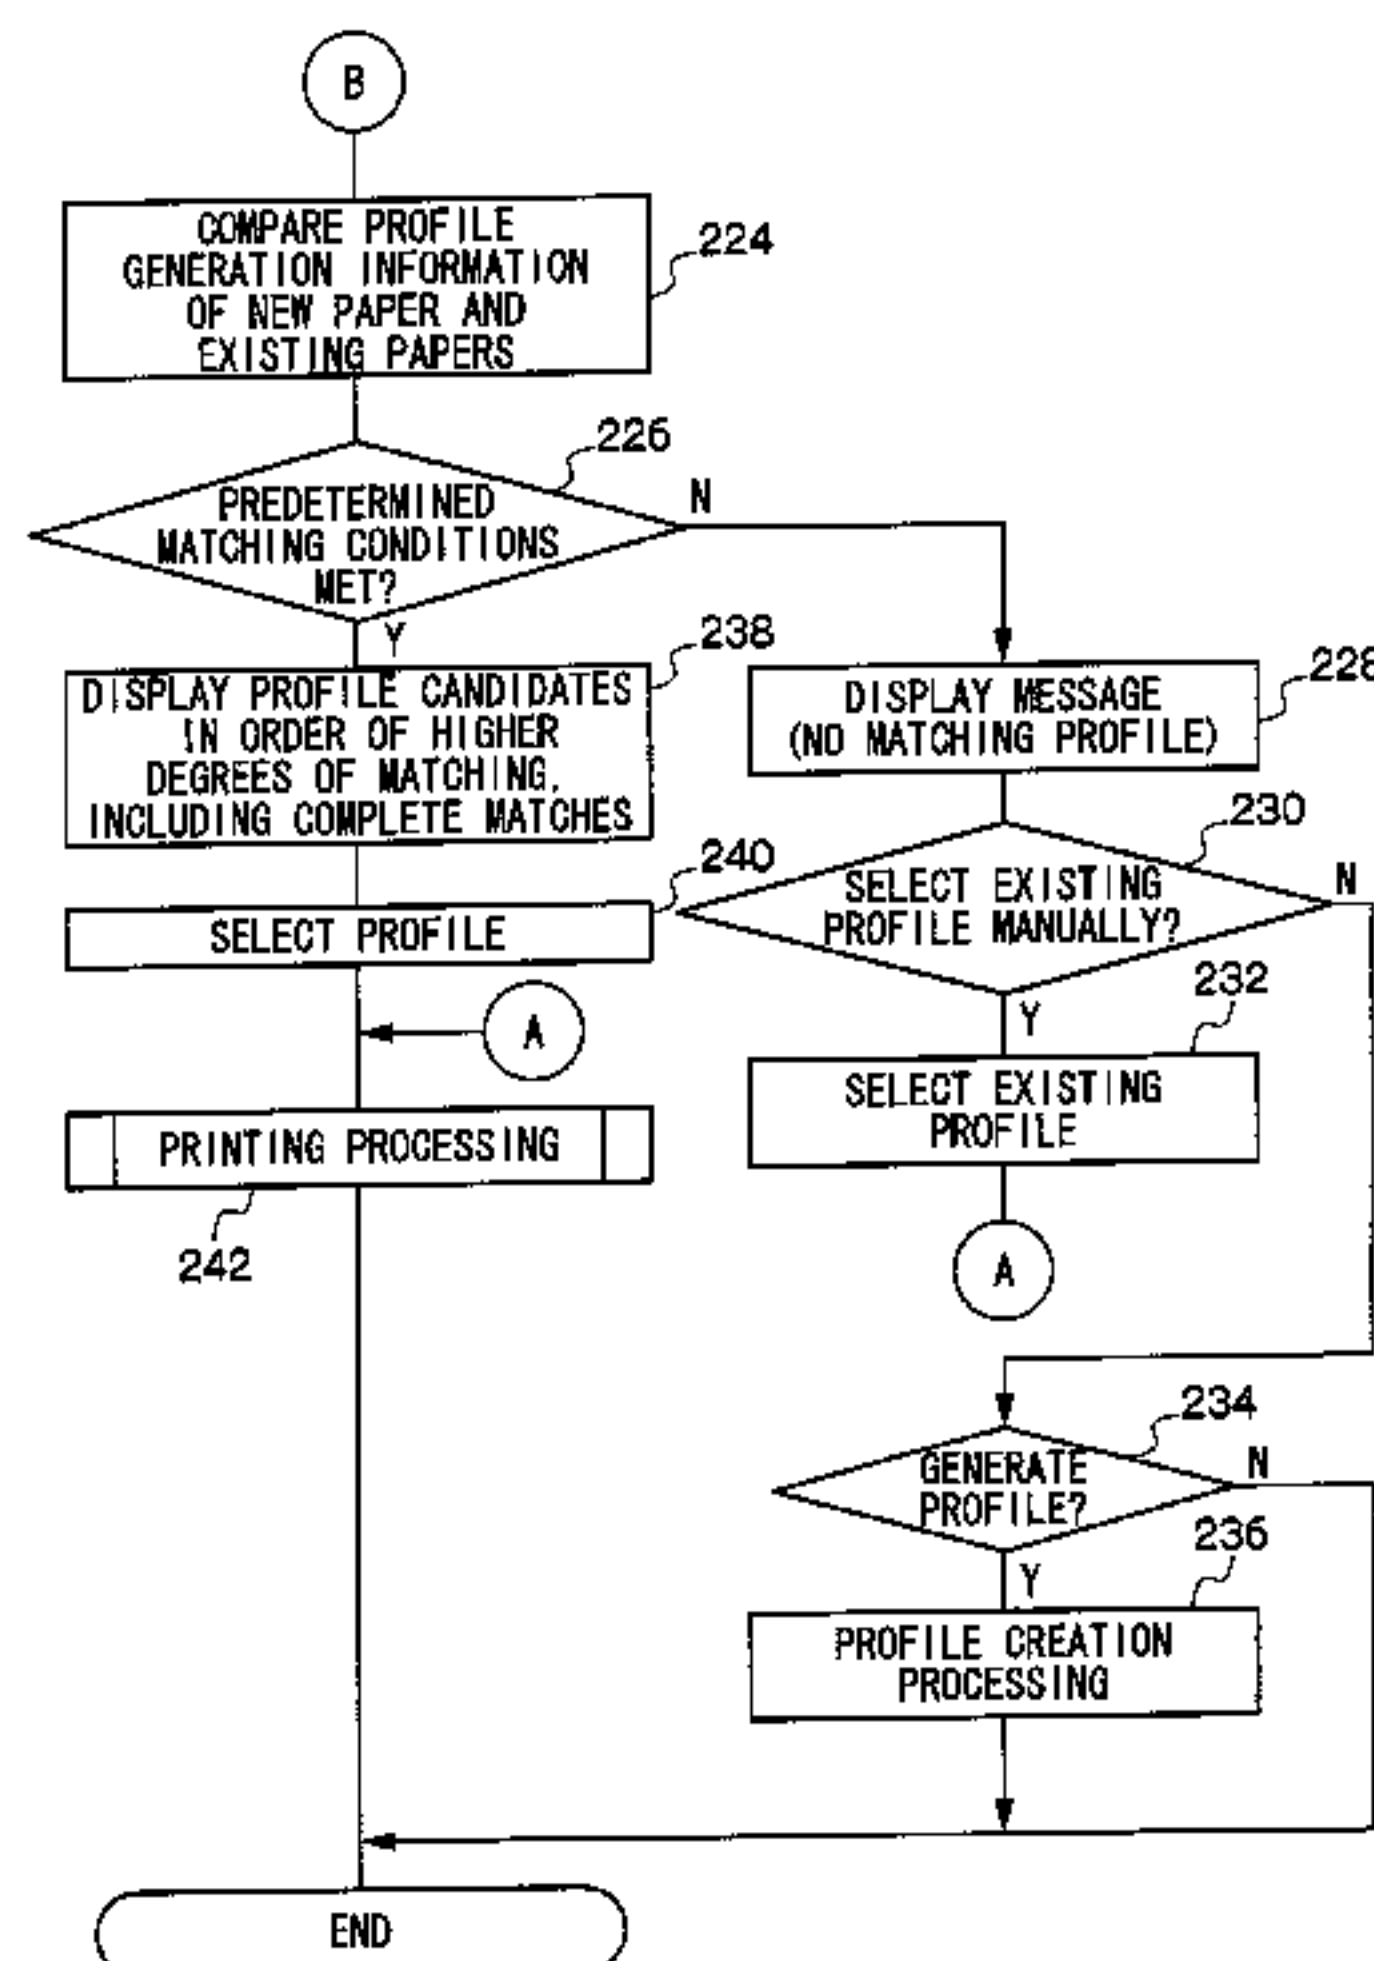 B
COMPARE PROFILE
GENERATION INFORMATION
OF NEW PAPER AND
EXISTING PAPERS
224
226
PREDETERMINED
MATCHING CONDITIONS
MET?
N
Y
238
DISPLAY PROFILE CANDIDATES
IN ORDER OF HIGHER
DEGREES OF MATCHING,
INCLUDING COMPLETE MATCHES
240
SELECT PROFILE
A
PRINTING PROCESSING
242
228
DISPLAY MESSAGE
(NO MATCHING PROFILE)
230
SELECT EXISTING
PROFILE MANUALLY?
N
Y
232
SELECT EXISTING
PROFILE
A
234
GENERATE
PROFILE?
N
Y
236
PROFILE CREATION
PROCESSING
END